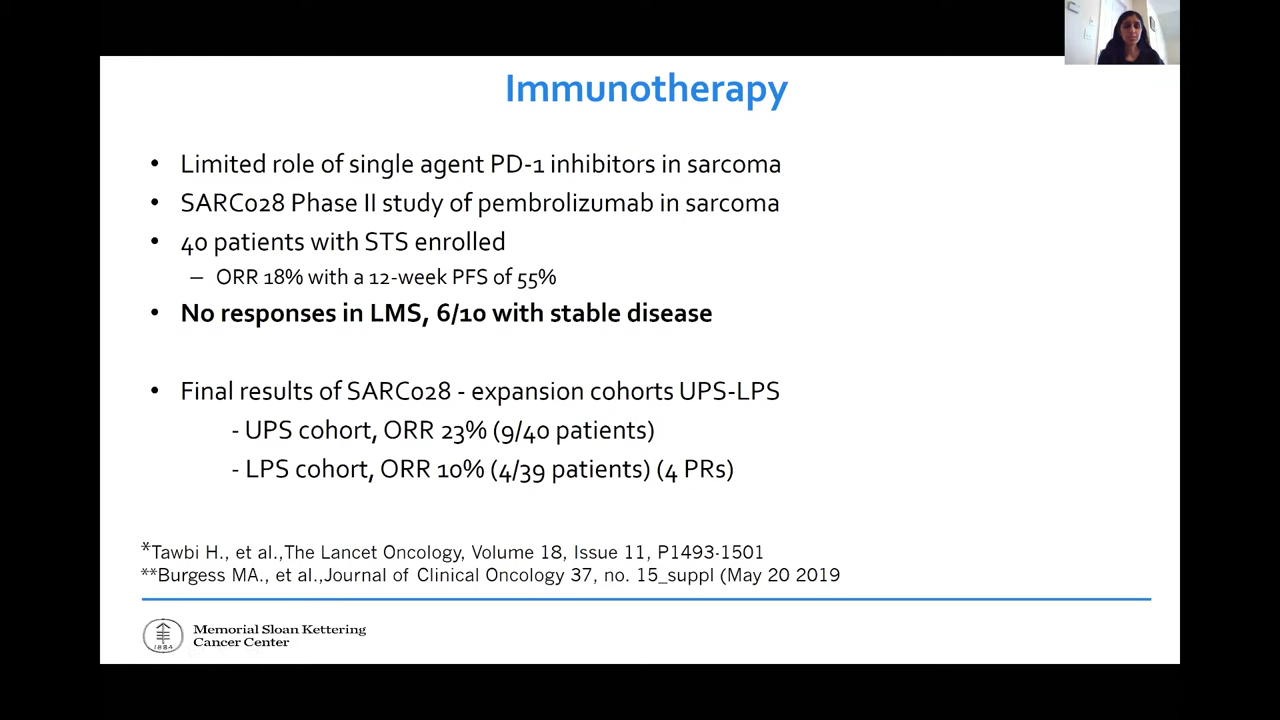 Immunotherapy
• Limited role of single agent PD-1 inhibitors in sarcoma
• SARC028 Phase II study of pembrolizumab in sarcoma
• 40 patients with STS enrolled
– ORR 18% with a 12-week PFS of 55%
• No responses in LMS, 6/10 with stable disease
• Final results of SARC028 - expansion cohorts UPS-LPS
- UPS cohort, ORR 23% (9/40 patients)
- LPS cohort, ORR 10% (4/39 patients) (4 PRs)
*Tawbi H., et al.,The Lancet Oncology, Volume 18, Issue 11, P1493-1501
**Burgess MA., et al.,Journal of Clinical Oncology 37, no. 15_suppl (May 20 2019
1884
Memorial Sloan Kettering
Cancer Center